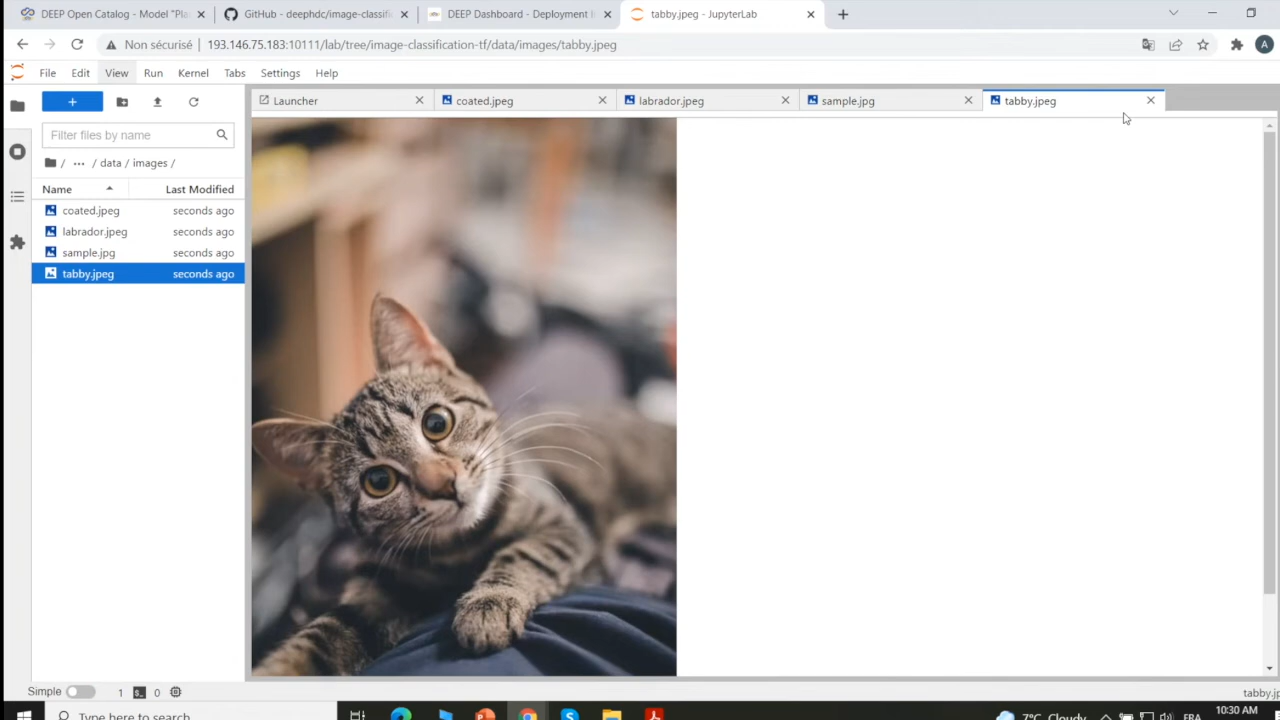 DEEP Open Catalog - Model "Pla
GitHub - deephdc/image-classifi
DEEP Dashboard - Deployment l
tabby.jpeg - JupyterLab
Non sécurisé | 193.146.75.183:10111/lab/tree/image-classification-tf/data/images/tabby.jpeg
A
File Edit View Run Kernel Tabs Settings Help
Launcher
coated.jpeg
labrador.jpeg
sample.jpg
tabby.jpeg
Filter files by name
/ ... / data / images /
Name Last Modified
coated.jpeg seconds ago
labrador.jpeg seconds ago
sample.jpg seconds ago
tabby.jpeg seconds ago
Simple 1 0
tabby.jp
Type here to search
7°C Cloudy
FRA
10:30 AM